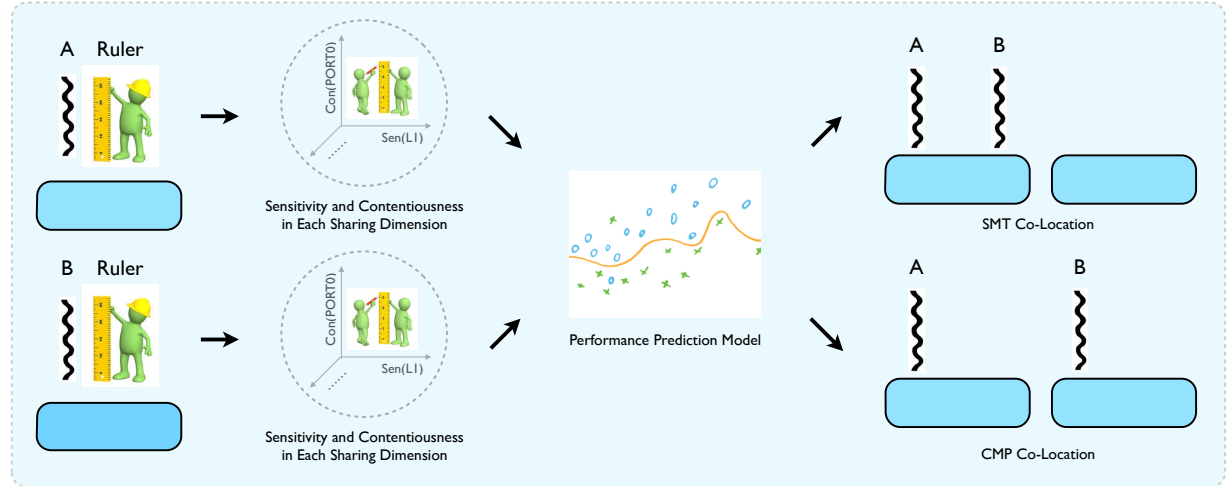 A Ruler
Con(PORT0)
Sen(L1)
......
Sensitivity and Contentiousness
in Each Sharing Dimension
B Ruler
Con(PORT0)
Sen(L1)
......
Sensitivity and Contentiousness
in Each Sharing Dimension
Performance Prediction Model
A B
SMT Co-Location
A B
CMP Co-Location